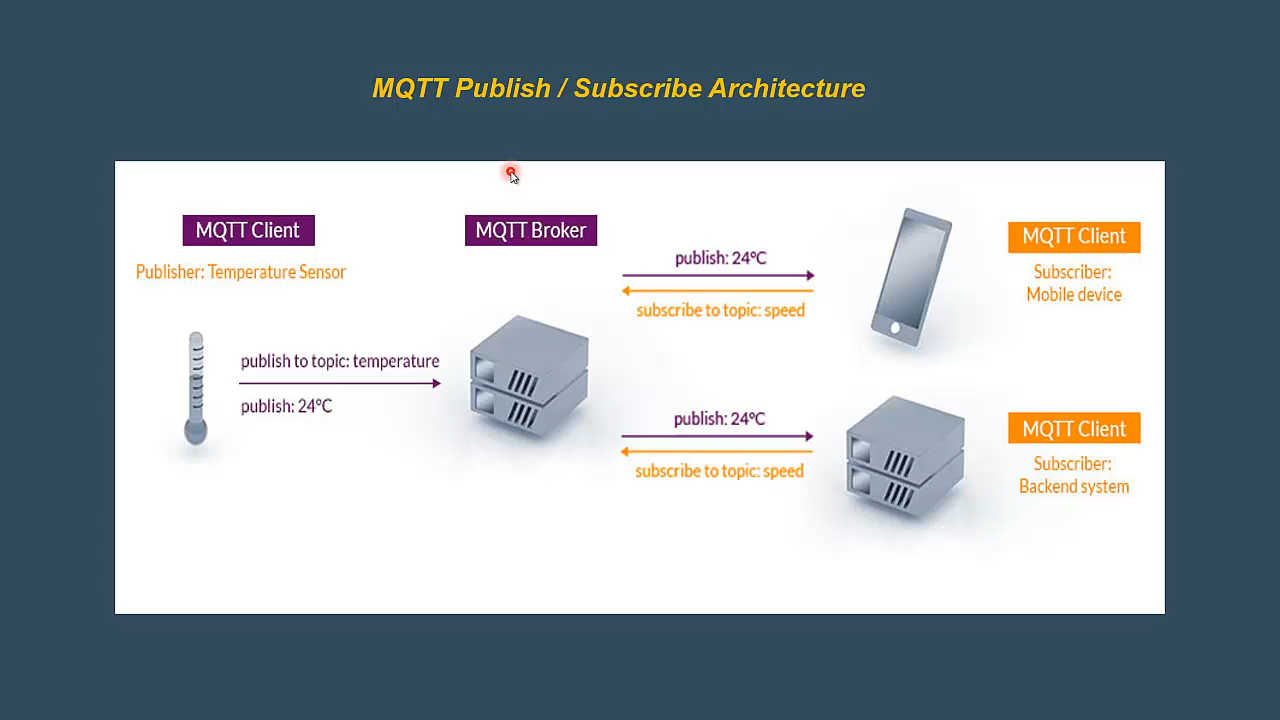 MQTT Publish / Subscribe Architecture
MQTT Client
Publisher: Temperature Sensor
publish to topic: temperature
publish: 24°C
MQTT Broker
publish: 24°C
subscribe to topic: speed
MQTT Client
Subscriber:
Mobile device
publish: 24°C
subscribe to topic: speed
MQTT Client
Subscriber:
Backend system